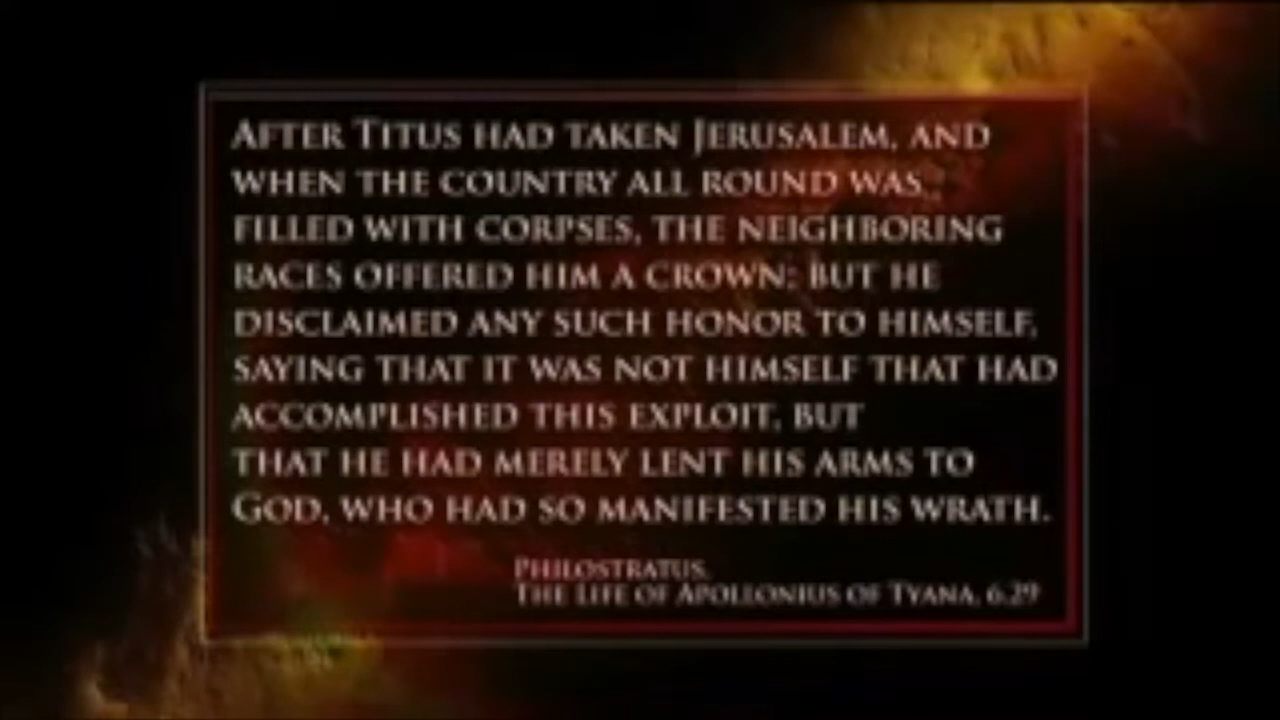 After Titus had taken Jerusalem, and
when the country all round was
filled with corpses, the neighboring
races offered him a crown; but he
disclaimed any such honor to himself,
saying that it was not himself that had
accomplished this exploit, but
that he had merely lent his arms to
God, who had so manifested his wrath.
Philostratus,
The Life of Apollonius of Tyana, 6.29